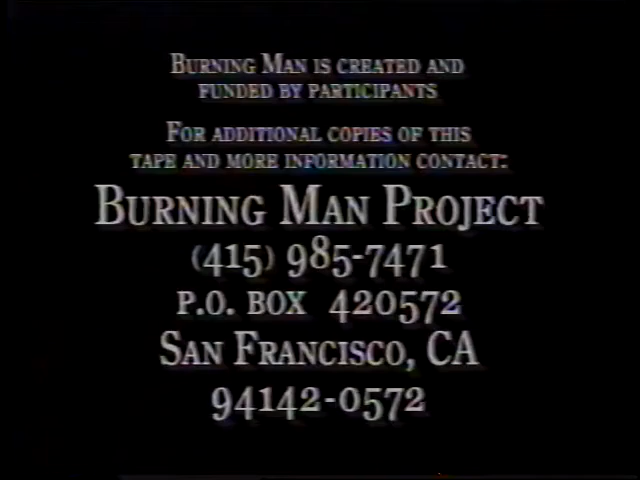 Burning Man is created and
funded by participants
For additional copies of this
tape and more information contact:
Burning Man Project
(415) 985-7471
P.O. Box 420572
San Francisco, CA
94142-0572